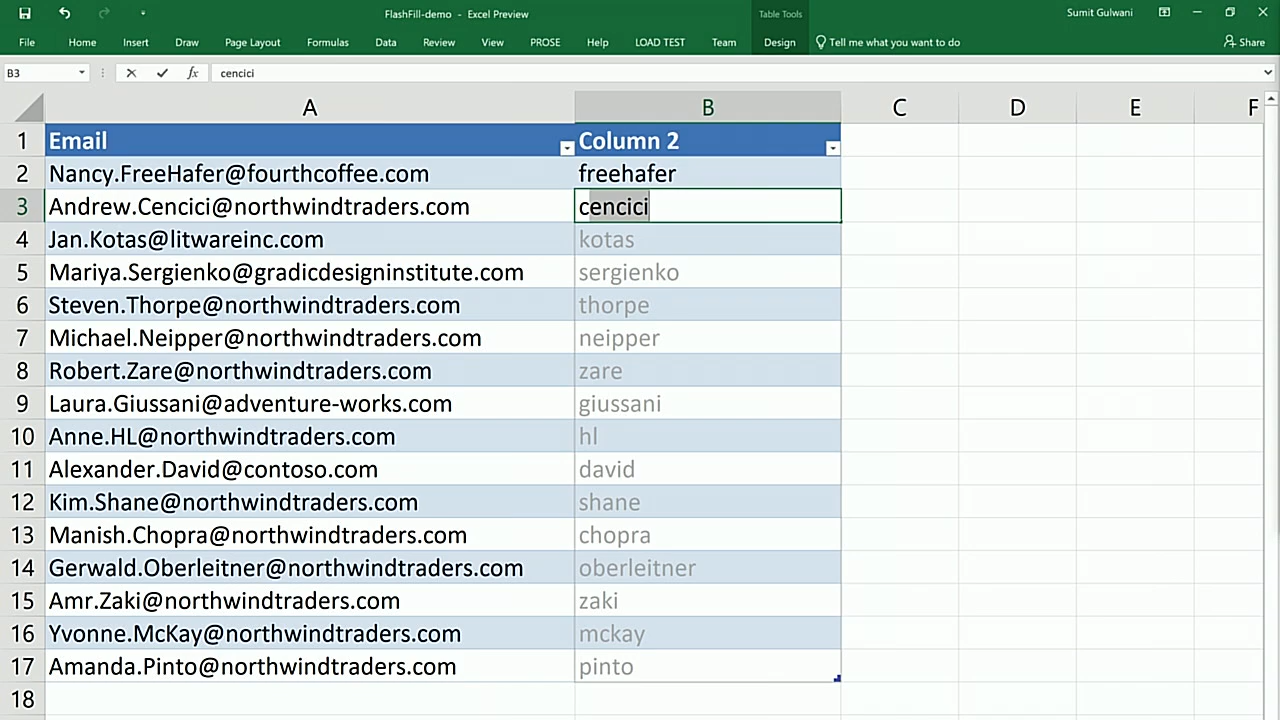 FlashFill-demo - Excel Preview
Table Tools
Sumit Gulwani
File Home Insert Draw Page Layout Formulas Data Review View PROSE Help LOAD TEST Team Design Tell me what you want to do Share
B3 fx cencici
A B C D E F
1 Email Column 2
2 Nancy.FreeHafer@fourthcoffee.com freehafer
3 Andrew.Cencici@northwindtraders.com cencici
4 Jan.Kotas@litwareinc.com kotas
5 Mariya.Sergienko@gradicdesigninstitute.com sergienko
6 Steven.Thorpe@northwindtraders.com thorpe
7 Michael.Neipper@northwindtraders.com neipper
8 Robert.Zare@northwindtraders.com zare
9 Laura.Giussani@adventure-works.com giussani
10 Anne.HL@northwindtraders.com hl
11 Alexander.David@contoso.com david
12 Kim.Shane@northwindtraders.com shane
13 Manish.Chopra@northwindtraders.com chopra
14 Gerwald.Oberleitner@northwindtraders.com oberleitner
15 Amr.Zaki@northwindtraders.com zaki
16 Yvonne.McKay@northwindtraders.com mckay
17 Amanda.Pinto@northwindtraders.com pinto
18